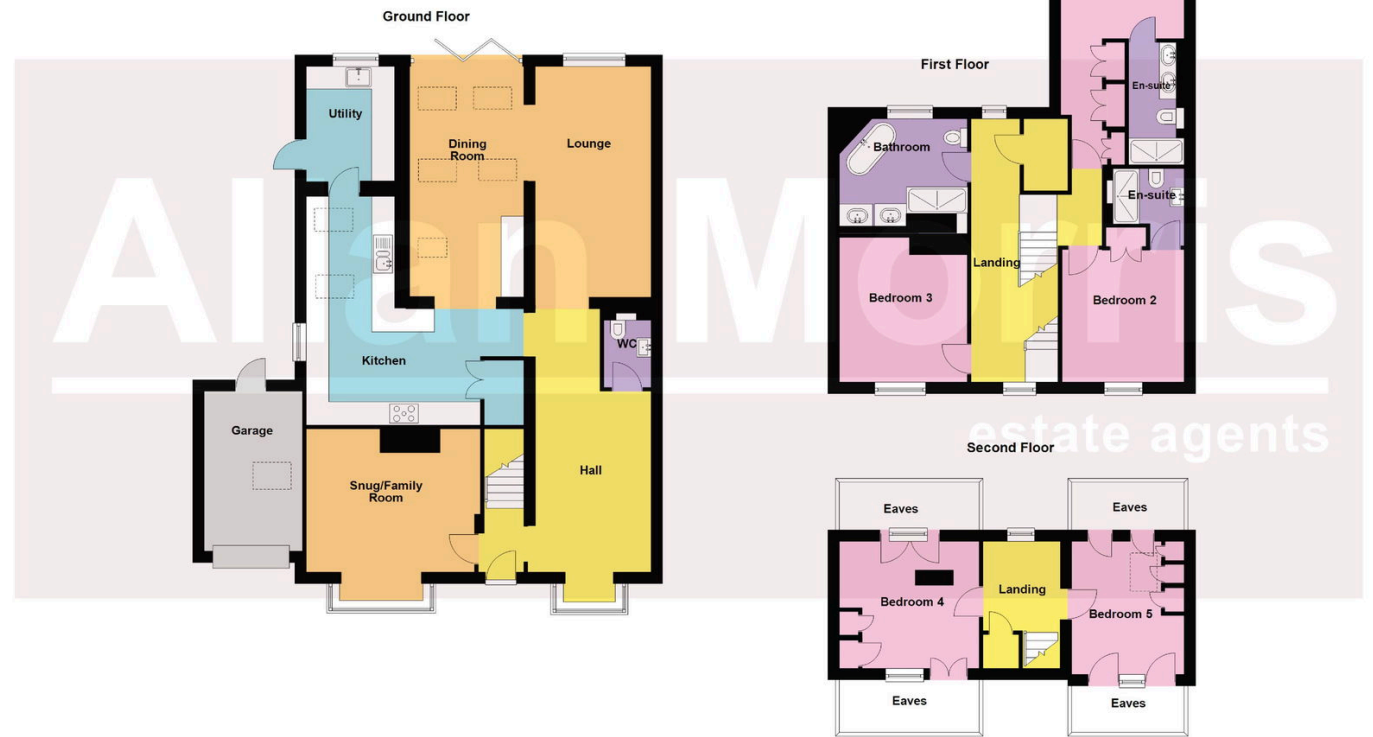 Ground Floor
Utility
Dining
Room
Lounge
Kitchen
WC
Garage
Snug/Family
Room
Hall
First Floor
En-suite
Bathroom
En-suite
Landing
Bedroom 3
Bedroom 2
Second Floor
Eaves
Eaves
Bedroom 4
Landing
Bedroom 5
Eaves
Eaves
Allan Morris
estate agents